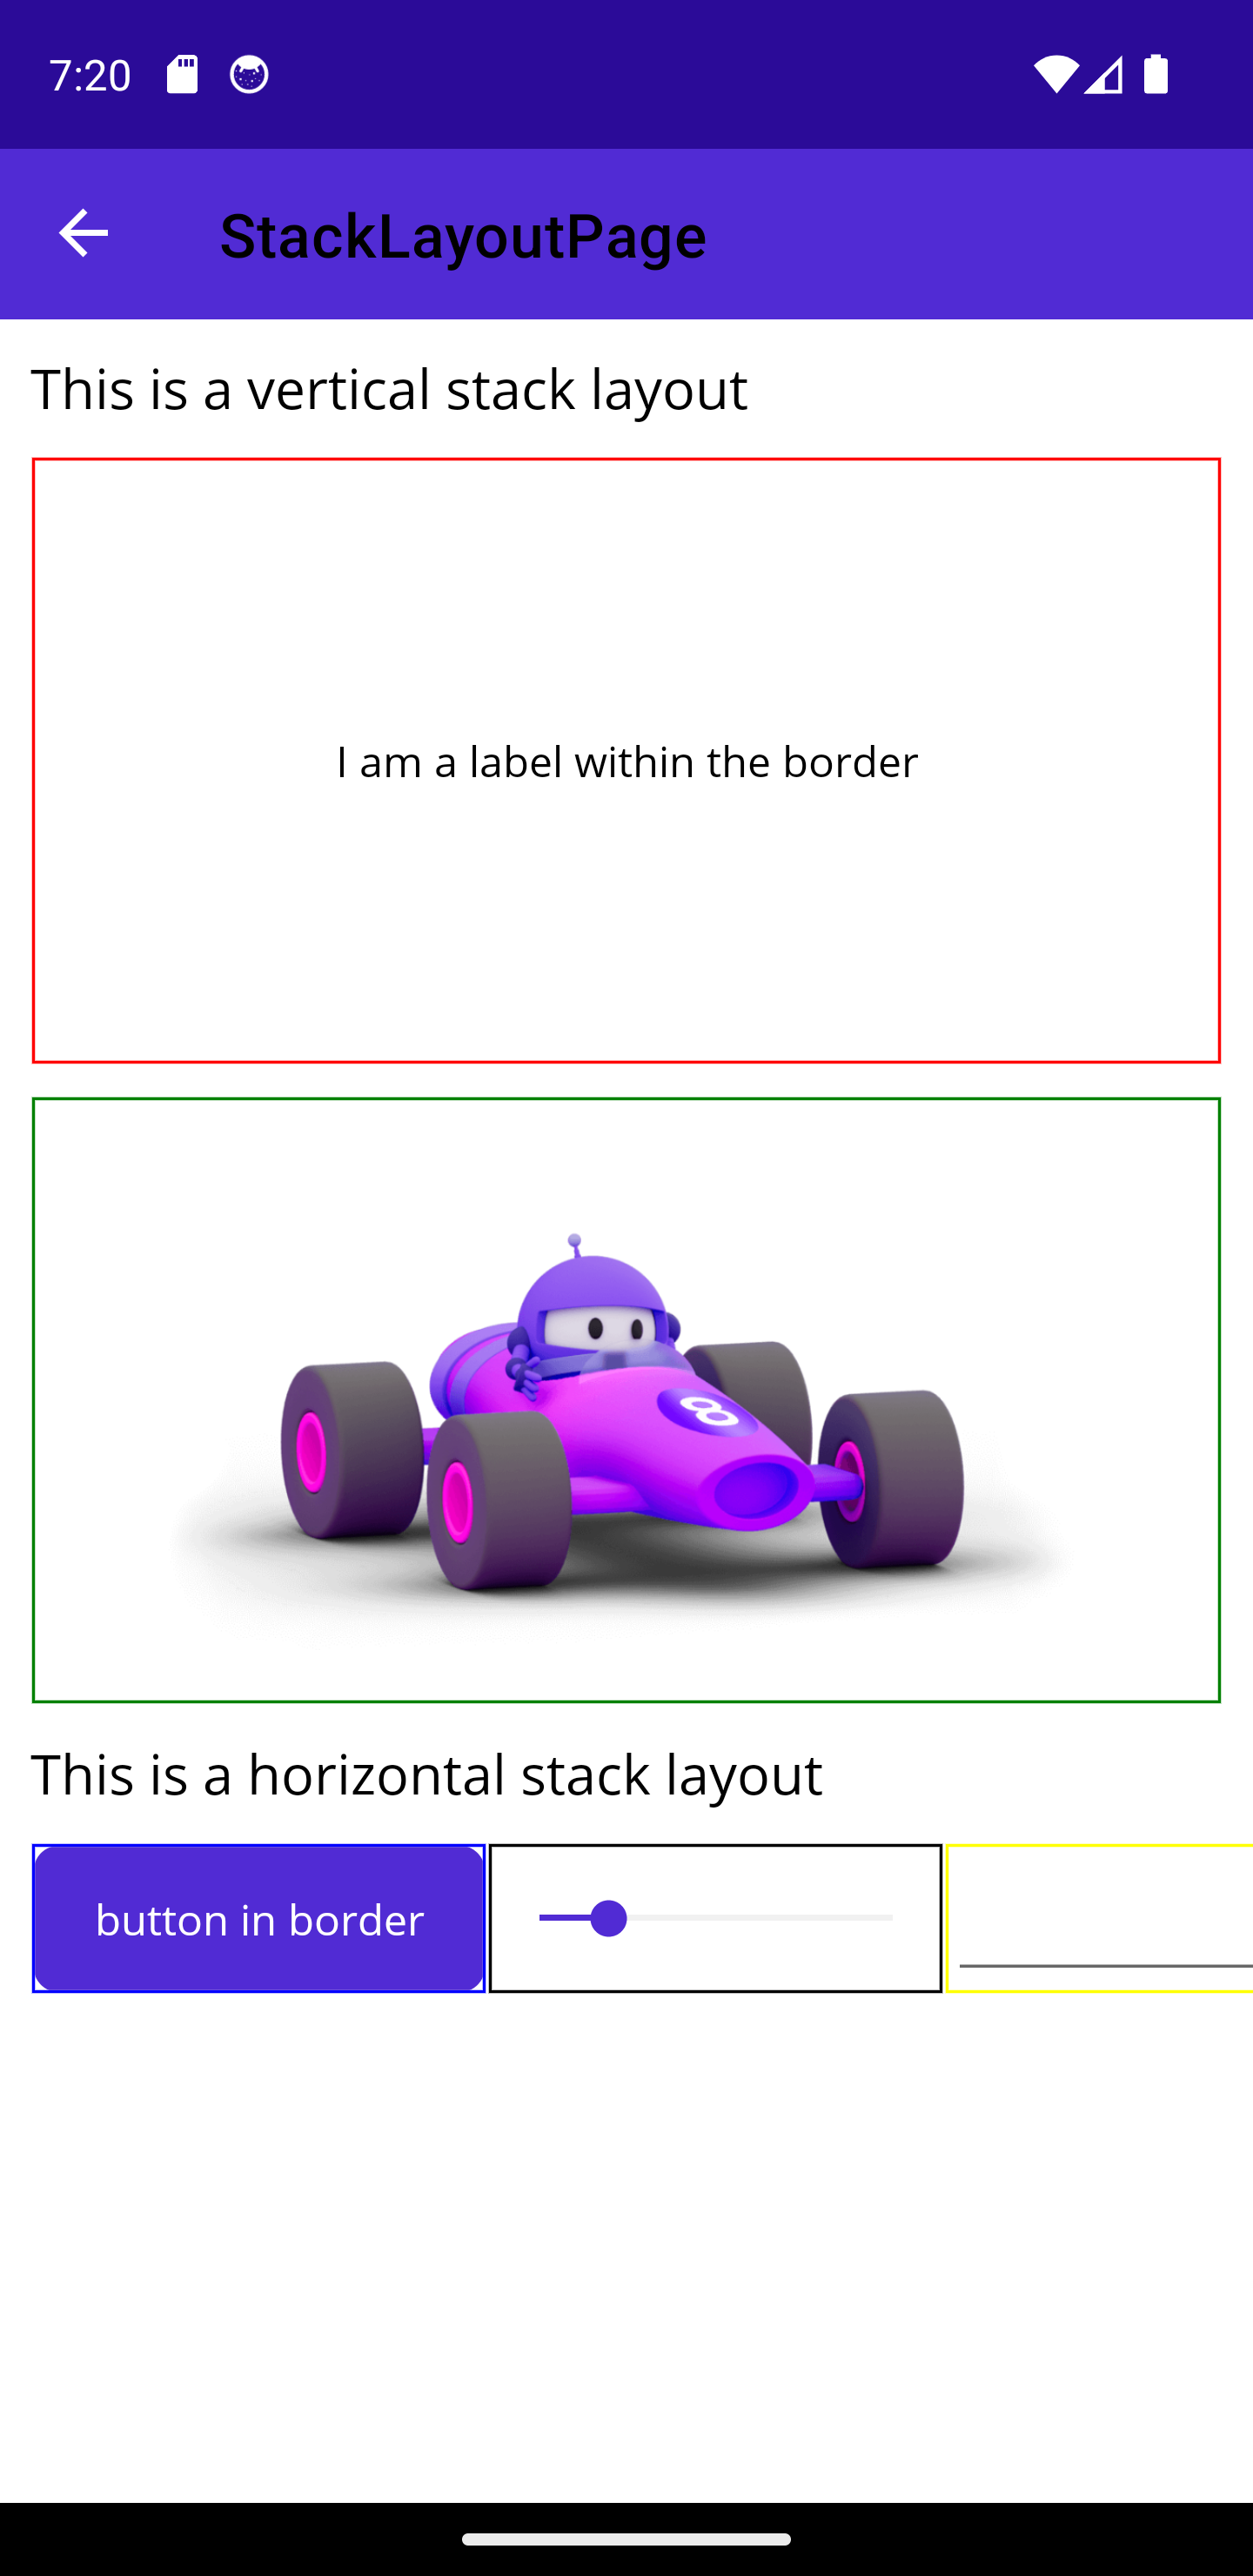 7:20
StackLayoutPage
This is a vertical stack layout
I am a label within the border
8
This is a horizontal stack layout
button in border